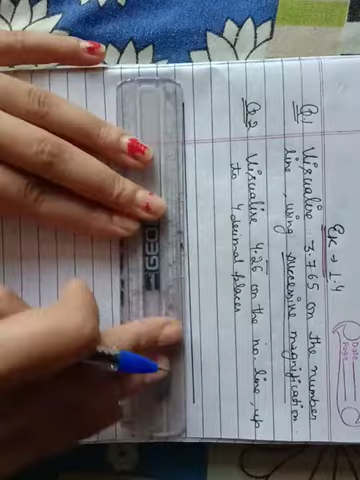 Date
Page
Ex → 1.4
Q1 Visualise 3.765 on the number
line, using successive magnification.
Q2 Visualise 4.26 on the no. line, up
to 4 decimal places
GEO